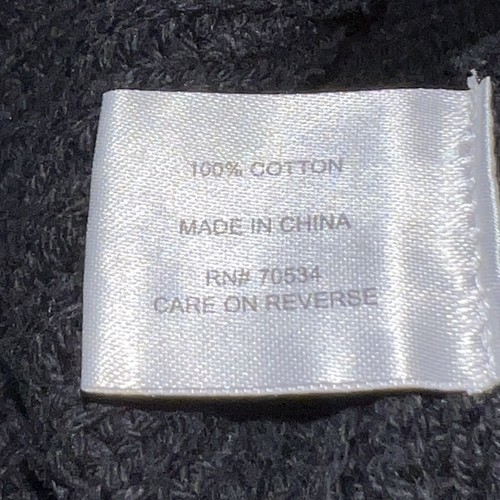 100% COTTON
MADE IN CHINA
RN# 70534
CARE ON REVERSE